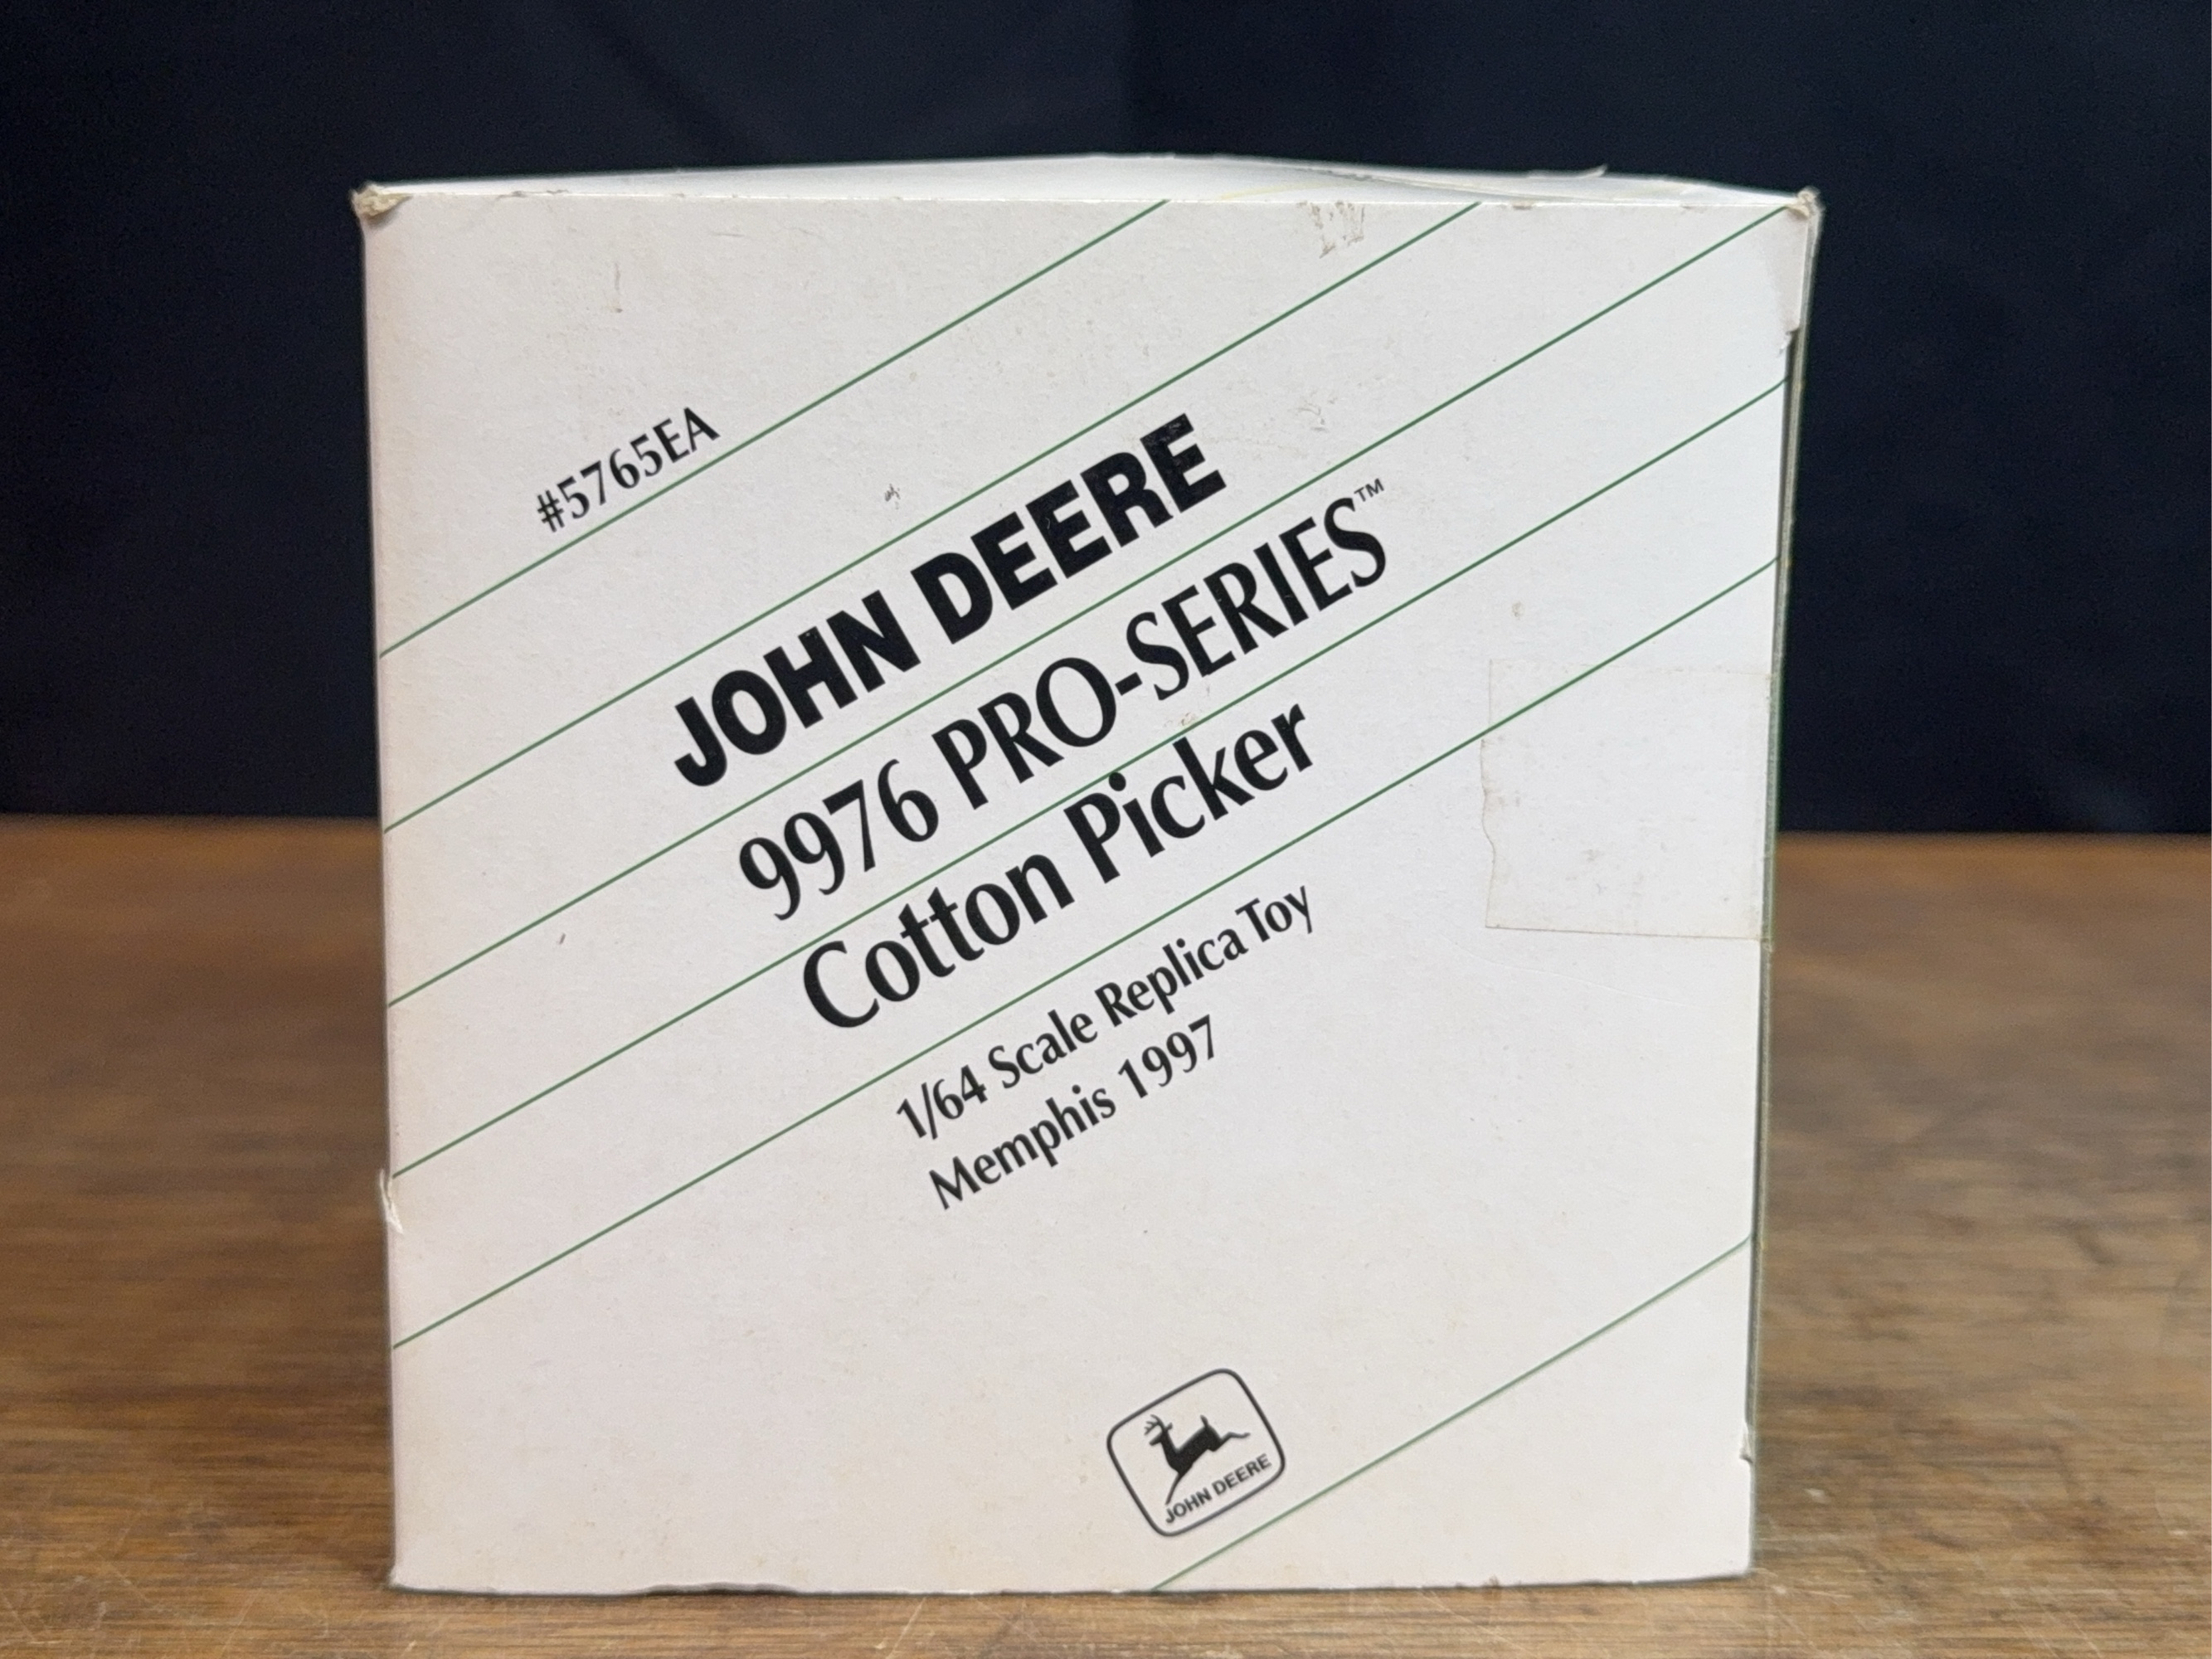 #5765EA
JOHN DEERE
9976 PRO-SERIES™
Cotton Picker
1/64 Scale Replica Toy
Memphis 1997
JOHN DEERE